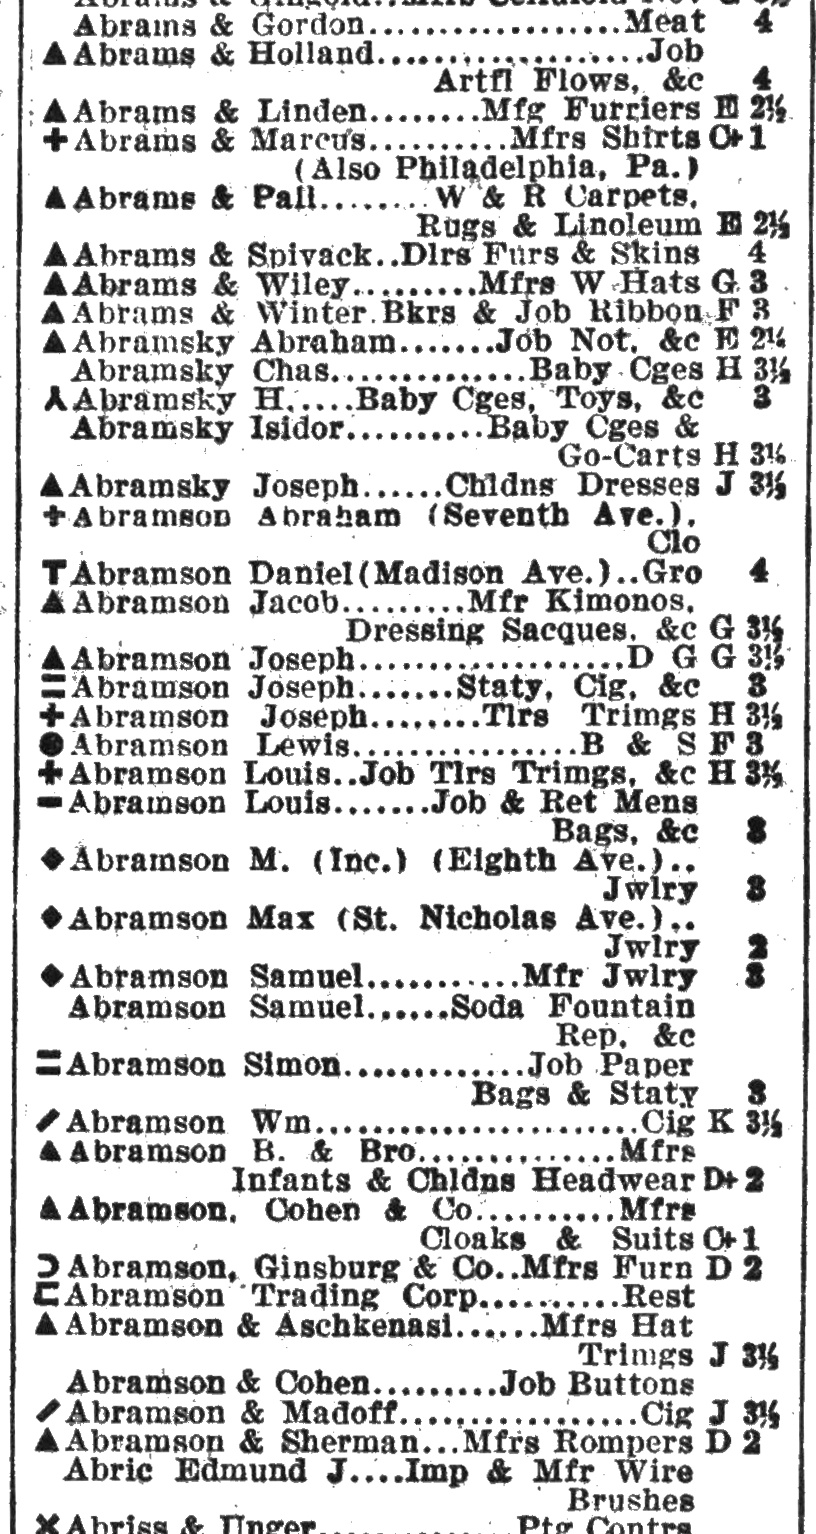 Abrams & Gordon..................Meat 4
▲Abrams & Holland....................Job
Artfl Flows, &c 4
▲Abrams & Linden........Mfg Furriers E 2½
+Abrams & Marcus..........Mfrs Shirts C+ 1
(Also Philadelphia, Pa.)
▲Abrams & Pall........W & R Carpets,
Rugs & Linoleum E 2½
▲Abrams & Spivack..Dlrs Furs & Skins 4
▲Abrams & Wiley.........Mfrs W Hats G 3
▲Abrams & Winter.Bkrs & Job Ribbon F 3
▲Abramsky Abraham.......Job Not, &c E 2½
Abramsky Chas..............Baby Cges H 3½
⅄Abramsky H.....Baby Cges, Toys, &c 3
Abramsky Isidor..........Baby Cges &
Go-Carts H 3½
▲Abramsky Joseph......Chldns Dresses J 3½
+Abramson Abraham (Seventh Ave.),
Clo
TAbramson Daniel(Madison Ave.)..Gro 4
▲Abramson Jacob.........Mfr Kimonos,
Dressing Sacques, &c G 3½
▲Abramson Joseph...................D G G 3½
=Abramson Joseph.......Staty, Cig, &c 3
+Abramson Joseph........Tlrs Trimgs H 3½
●Abramson Lewis................B & S F 3
+Abramson Louis..Job Tlrs Trimgs, &c H 3½
-Abramson Louis.......Job & Ret Mens
Bags, &c 3
◆Abramson M. (Inc.) (Eighth Ave.)..
Jwlry 3
◆Abramson Max (St. Nicholas Ave.)..
Jwlry 2
◆Abramson Samuel...........Mfr Jwlry 3
Abramson Samuel......Soda Fountain
Rep, &c
=Abramson Simon.............Job Paper
Bags & Staty 3
/Abramson Wm.......................Cig K 3½
▲Abramson B. & Bro..............Mfrs
Infants & Chldns Headwear D+ 2
▲Abramson, Cohen & Co..........Mfrs
Cloaks & Suits C+ 1
⊃Abramson, Ginsburg & Co..Mfrs Furn D 2
⊏Abramson Trading Corp..........Rest
▲Abramson & Aschkenasi......Mfrs Hat
Trimgs J 3½
Abramson & Cohen.........Job Buttons
/Abramson & Madoff.................Cig J 3½
▲Abramson & Sherman...Mfrs Rompers D 2
Abric Edmund J....Imp & Mfr Wire
Brushes
×Abriss & Unger...............Ptg Contrs